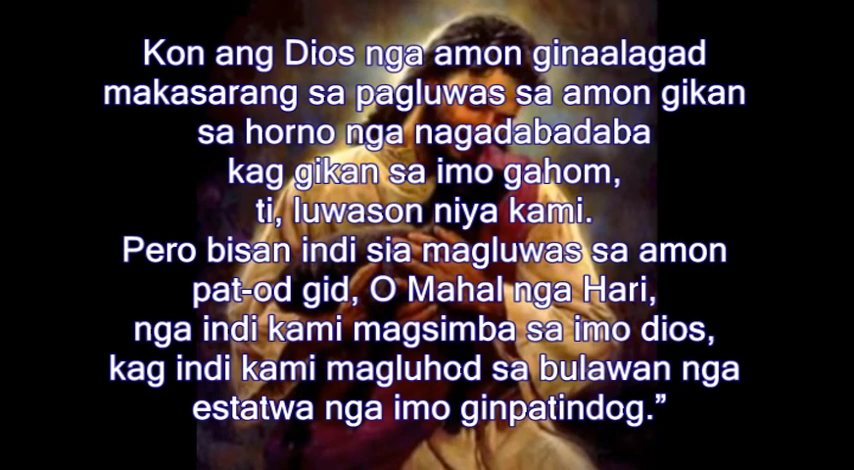 Kon ang Dios nga amon ginaalagad
makasarang sa pagluwas sa amon gikan
sa horno nga nagadabadaba
kag gikan sa imo gahom,
ti, luwason niya kami.
Pero bisan indi sia magluwas sa amon
pat-od gid, O Mahal nga Hari,
nga indi kami magsimba sa imo dios,
kag indi kami magluhod sa bulawan nga
estatwa nga imo ginpatindog.”